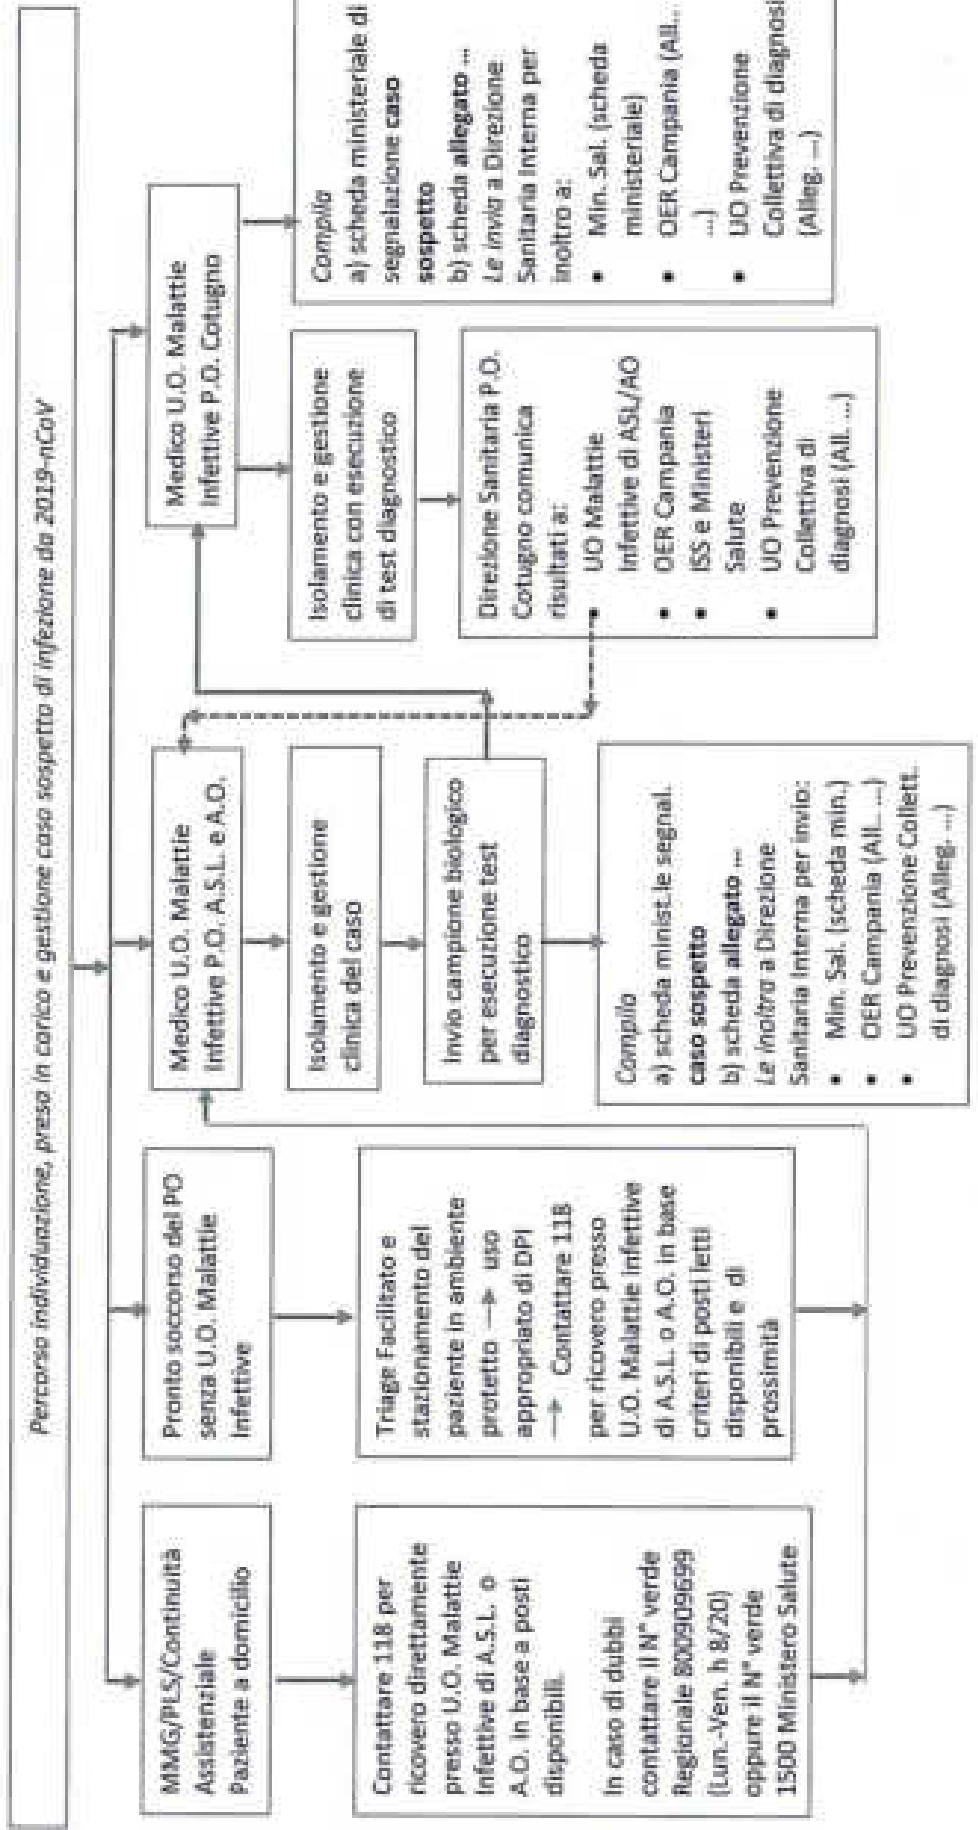 Percorso individuazione, presa in carico e gestione caso sospetto di infezione da 2019-nCoV
MMG/PLS/Continuità
Assistenziale
Paziente a domicilio
Contattare 118 per
ricovero direttamente
presso U.O. Malattie
Infettive di A.S.L. o
A.O. in base a posti
disponibili.
In caso di dubbi
contattare il N° verde
Regionale 800909699
(Lun.-Ven. h 8/20)
oppure il N° verde
1500 Ministero Salute
Pronto soccorso del PO
senza U.O. Malattie
Infettive
Triage Facilitato e
stazionamento del
paziente in ambiente
protetto → uso
appropriato di DPI
→ Contattare 118
per ricovero presso
U.O. Malattie Infettive
di A.S.L. o A.O. in base
criteri di posti letti
disponibili e di
prossimità
Medico U.O. Malattie
Infettive P.O. A.S.L. e A.O.
Isolamento e gestione
clinica del caso
Invio campione biologico
per esecuzione test
diagnostico
Compila
a) scheda minist.le segnal.
caso sospetto
b) scheda allegato ...
Le inoltra a Direzione
Sanitaria Interna per invio:
• Min. Sal. (scheda min.)
• OER Campania (All... ...)
• UO Prevenzione Collett.
di diagnosi (Alleg. ...)
Medico U.O. Malattie
Infettive P.O. Cotugno
Isolamento e gestione
clinica con esecuzione
di test diagnostico
Direzione Sanitaria P.O.
Cotugno comunica
risultati a:
• UO Malattie
Infettive di ASL/AO
• OER Campania
• ISS e Ministeri
Salute
• UO Prevenzione
Collettiva di
diagnosi (All. ...)
Compila
a) scheda ministeriale di
segnalazione caso
sospetto
b) scheda allegato ...
Le invia a Direzione
Sanitaria Interna per
inoltro a:
• Min. Sal. (scheda
ministeriale)
• OER Campania (All...
...)
• UO Prevenzione
Collettiva di diagnosi
(Alleg. ...)